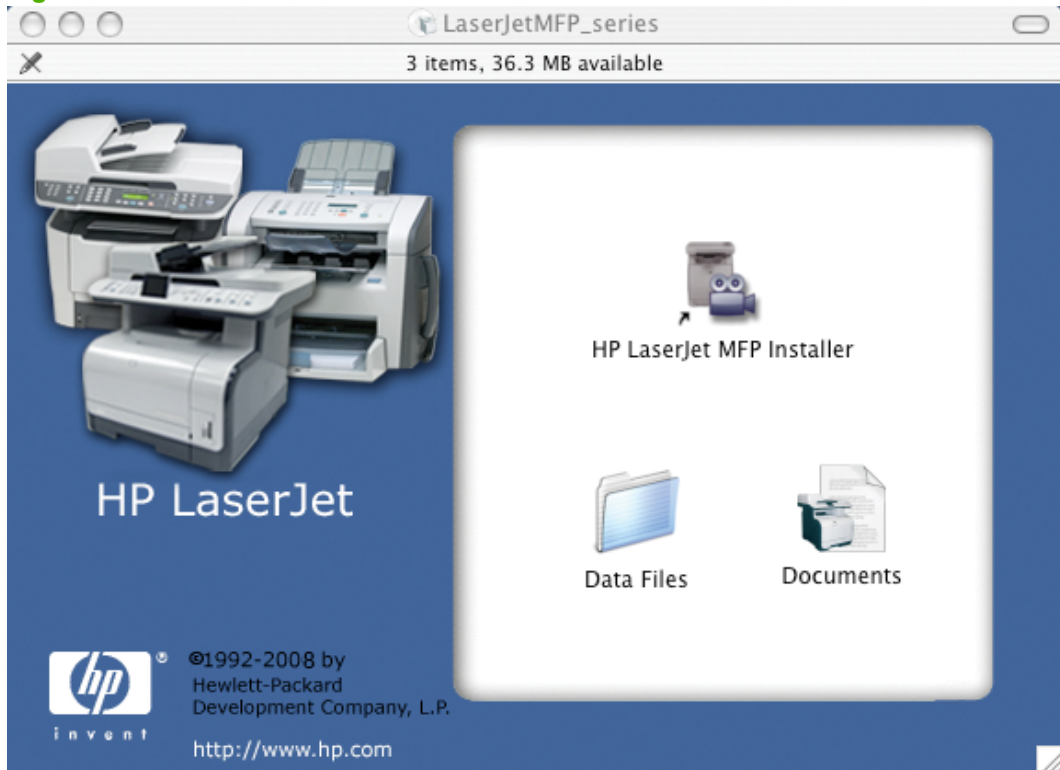 LaserJetMFP_series
3 items, 36.3 MB available
HP LaserJet MFP Installer
Data Files
Documents
HP LaserJet
hp ®
invent
©1992-2008 by
Hewlett-Packard
Development Company, L.P.
http://www.hp.com